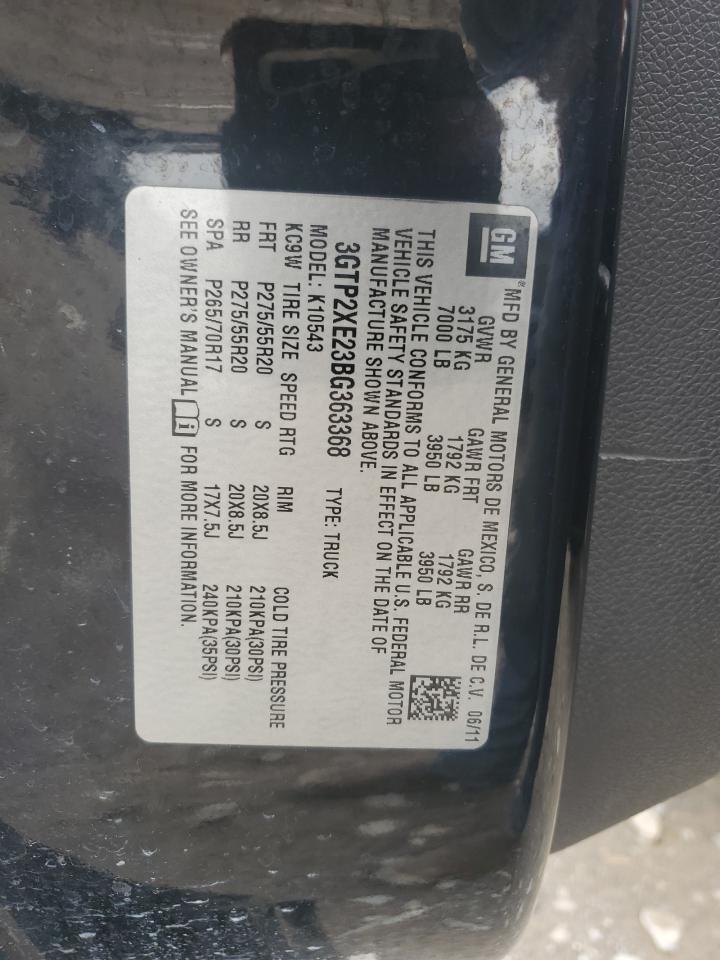 GM ® MFD BY GENERAL MOTORS DE MEXICO, S. DE R.L. DE C.V. 06/11
GVWR GAWR FRT GAWR RR
3175 KG 1792 KG 1792 KG
7000 LB 3950 LB 3950 LB
THIS VEHICLE CONFORMS TO ALL APPLICABLE U.S. FEDERAL MOTOR
VEHICLE SAFETY STANDARDS IN EFFECT ON THE DATE OF
MANUFACTURE SHOWN ABOVE.
3GTP2XE23BG363368 TYPE: TRUCK
MODEL: K10543
KC9W TIRE SIZE SPEED RTG RIM COLD TIRE PRESSURE
FRT P275/55R20 S 20X8.5J 210KPA(30PSI)
RR P275/55R20 S 20X8.5J 210KPA(30PSI)
SPA P265/70R17 S 17X7.5J 240KPA(35PSI)
SEE OWNER'S MANUAL i FOR MORE INFORMATION.